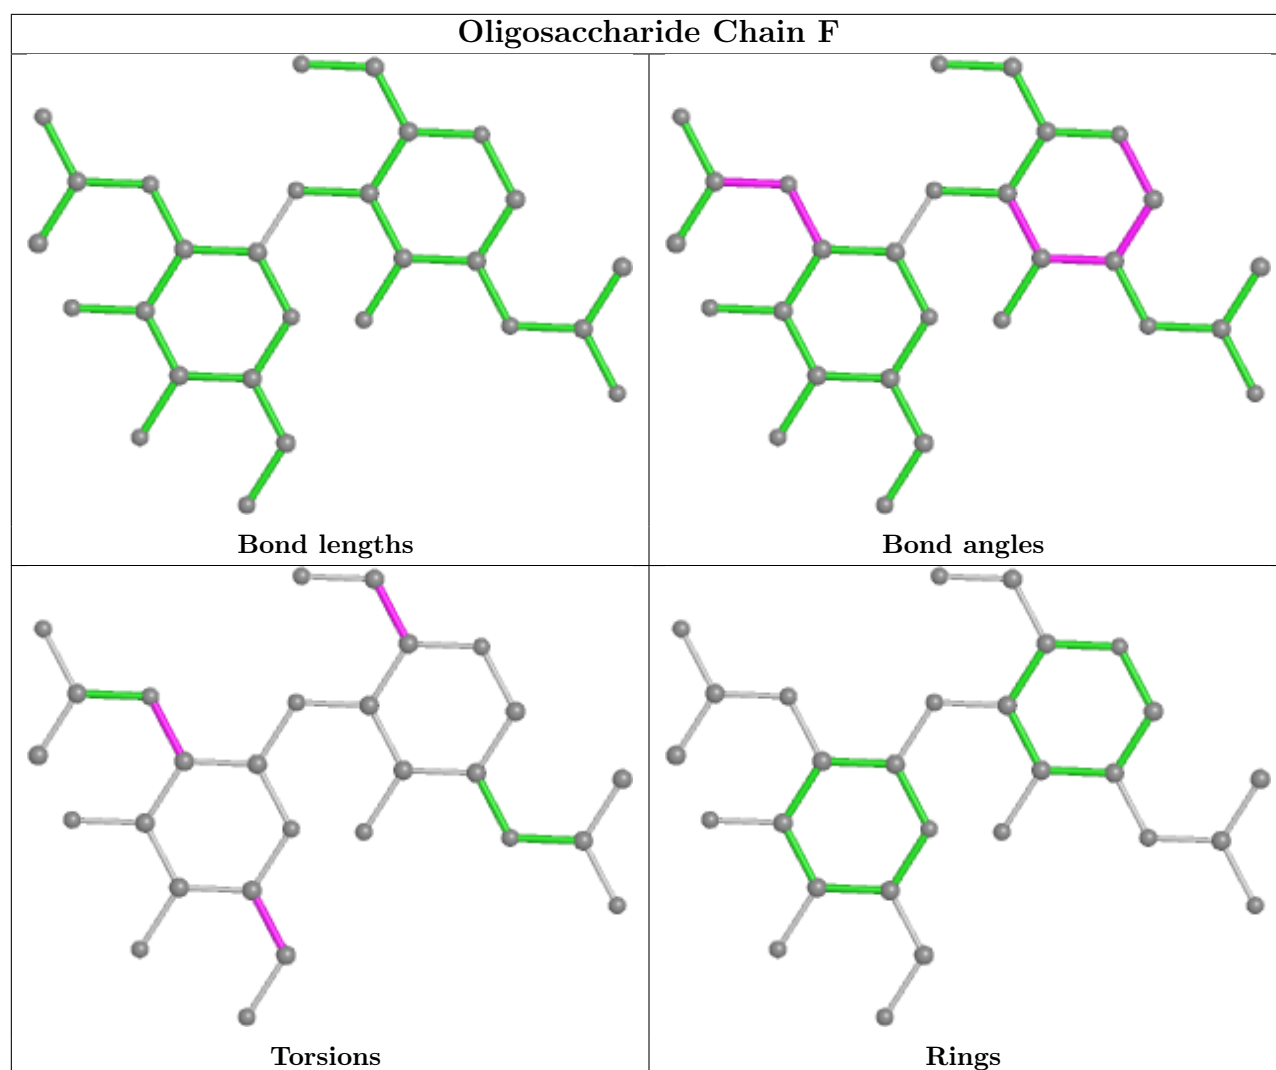 Oligosaccharide Chain F
Bond lengths
Bond angles
Torsions
Rings